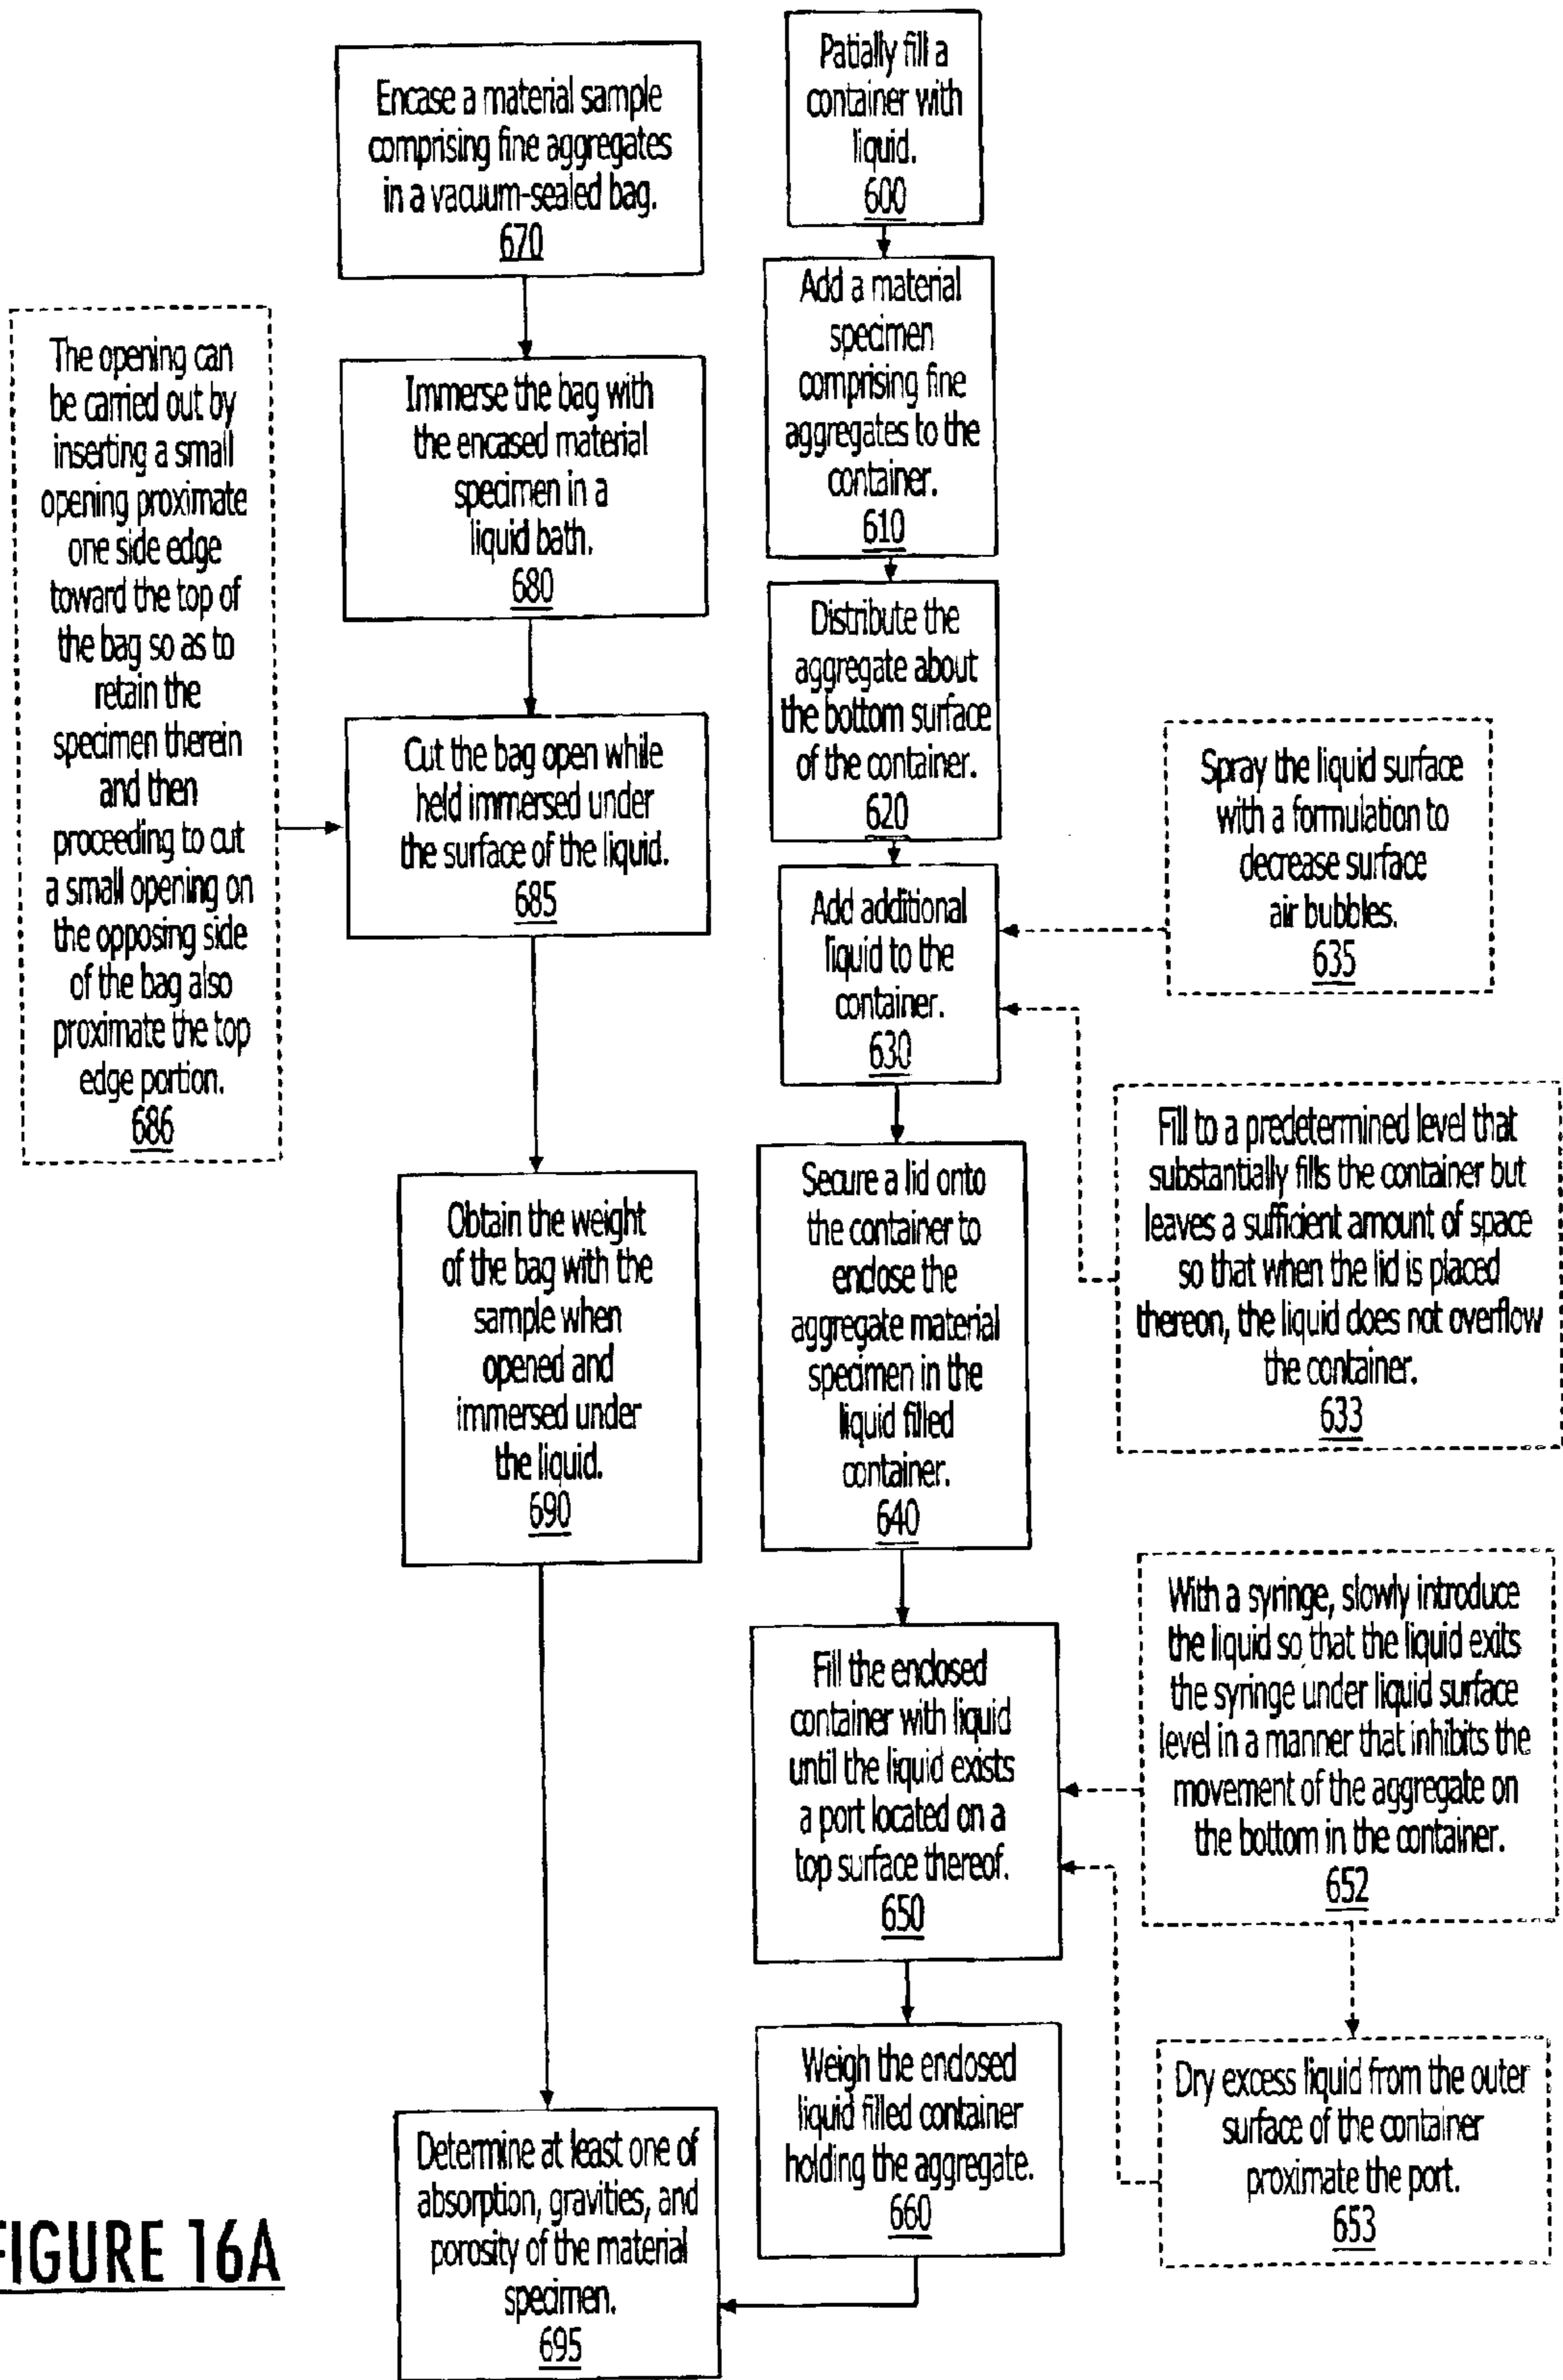 Encase a material sample
comprising fine aggregates
in a vacuum-sealed bag.
670
Immerse the bag with
the encased material
specimen in a
liquid bath.
680
The opening can
be carried out by
inserting a small
opening proximate
one side edge
toward the top of
the bag so as to
retain the
specimen therein
and then
proceeding to cut
a small opening on
the opposing side
of the bag also
proximate the top
edge portion.
686
Cut the bag open while
held immersed under
the surface of the liquid.
685
Obtain the weight
of the bag with the
sample when
opened and
immersed under
the liquid.
690
Patially fill a
container with
liquid.
600
Add a material
specimen
comprising fine
aggregates to the
container.
610
Distribute the
aggregate about
the bottom surface
of the container.
620
Add additional
liquid to the
container.
630
Spray the liquid surface
with a formulation to
decrease surface
air bubbles.
635
Fill to a predetermined level that
substantially fills the container but
leaves a sufficient amount of space
so that when the lid is placed
thereon, the liquid does not overflow
the container.
633
Secure a lid onto
the container to
endose the
aggregate material
specimen in the
liquid filled
container.
640
Fill the enclosed
container with liquid
until the liquid exists
a port located on a
top surface thereof.
650
With a syringe, slowly introduce
the liquid so that the liquid exits
the syringe under liquid surface
level in a manner that inhibits the
movement of the aggregate on
the bottom in the container.
652
Dry excess liquid from the outer
surface of the container
proximate the port.
653
Weigh the enclosed
liquid filled container
holding the aggregate.
660
Determine at least one of
absorption, gravities, and
porosity of the material
specimen.
695
FIGURE 16A